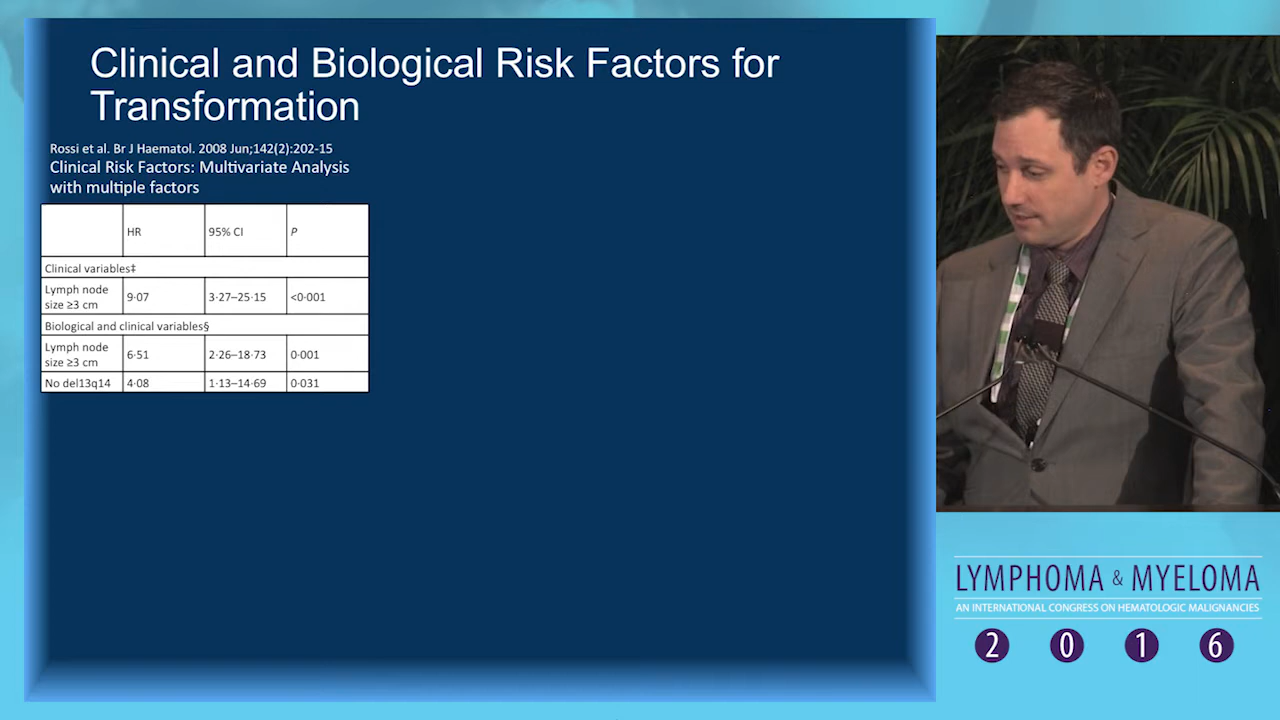 Clinical and Biological Risk Factors for
Transformation
Rossi et al. Br J Haematol. 2008 Jun;142(2):202-15
Clinical Risk Factors: Multivariate Analysis
with multiple factors
HR 95% CI P
Clinical variables‡
Lymph node
size ≥3 cm 9·07 3·27–25·15 <0·001
Biological and clinical variables§
Lymph node
size ≥3 cm 6·51 2·26–18·73 0·001
No del13q14 4·08 1·13–14·69 0·031
LYMPHOMA & MYELOMA
AN INTERNATIONAL CONGRESS ON HEMATOLOGIC MALIGNANCIES
2 0 1 6